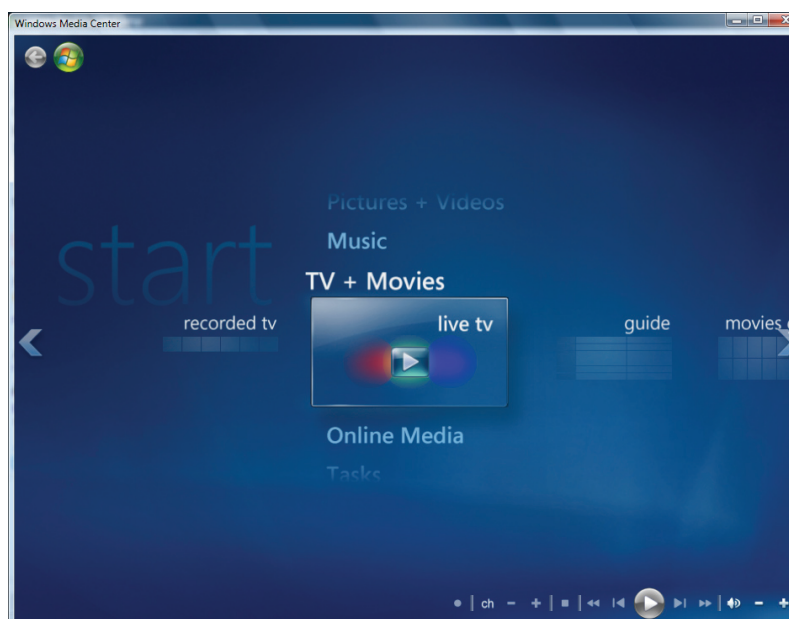 Windows Media Center
start
Pictures + Videos
Music
TV + Movies
recorded tv
live tv
guide
movies
Online Media
Tasks
ch